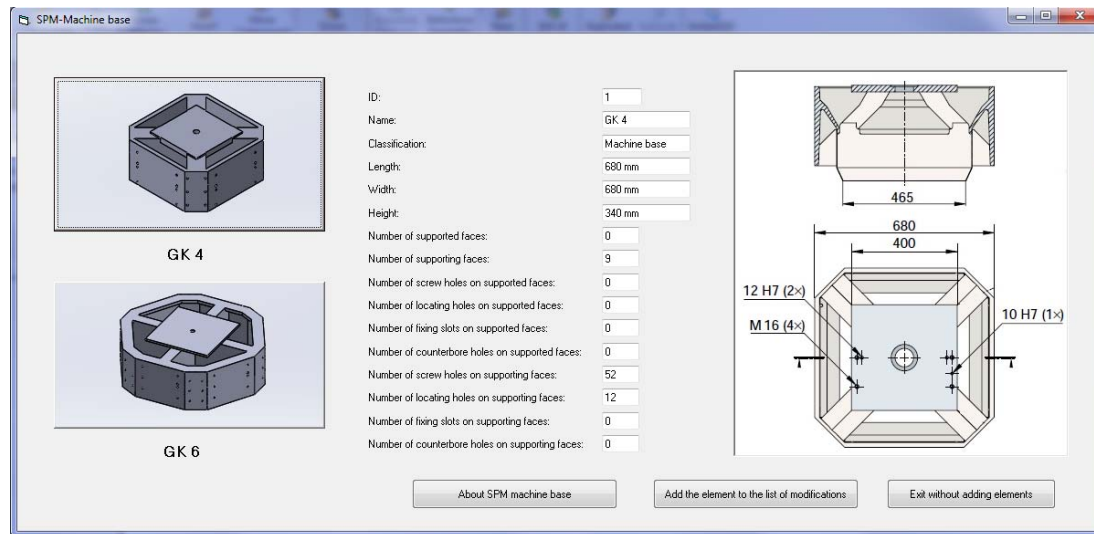 SPM-Machine base
GK 4
GK 6
ID: 1
Name: GK 4
Classification: Machine base
Length: 680 mm
Width: 680 mm
Height: 340 mm
Number of supported faces: 0
Number of supporting faces: 9
Number of screw holes on supported faces: 0
Number of locating holes on supported faces: 0
Number of fixing slots on supported faces: 0
Number of counterbore holes on supported faces: 0
Number of screw holes on supporting faces: 52
Number of locating holes on supporting faces: 12
Number of fixing slots on supporting faces: 0
Number of counterbore holes on supporting faces: 0
465
680
400
12 H7 (2×)
10 H7 (1×)
M 16 (4×)
About SPM machine base
Add the element to the list of modifications
Exit without adding elements